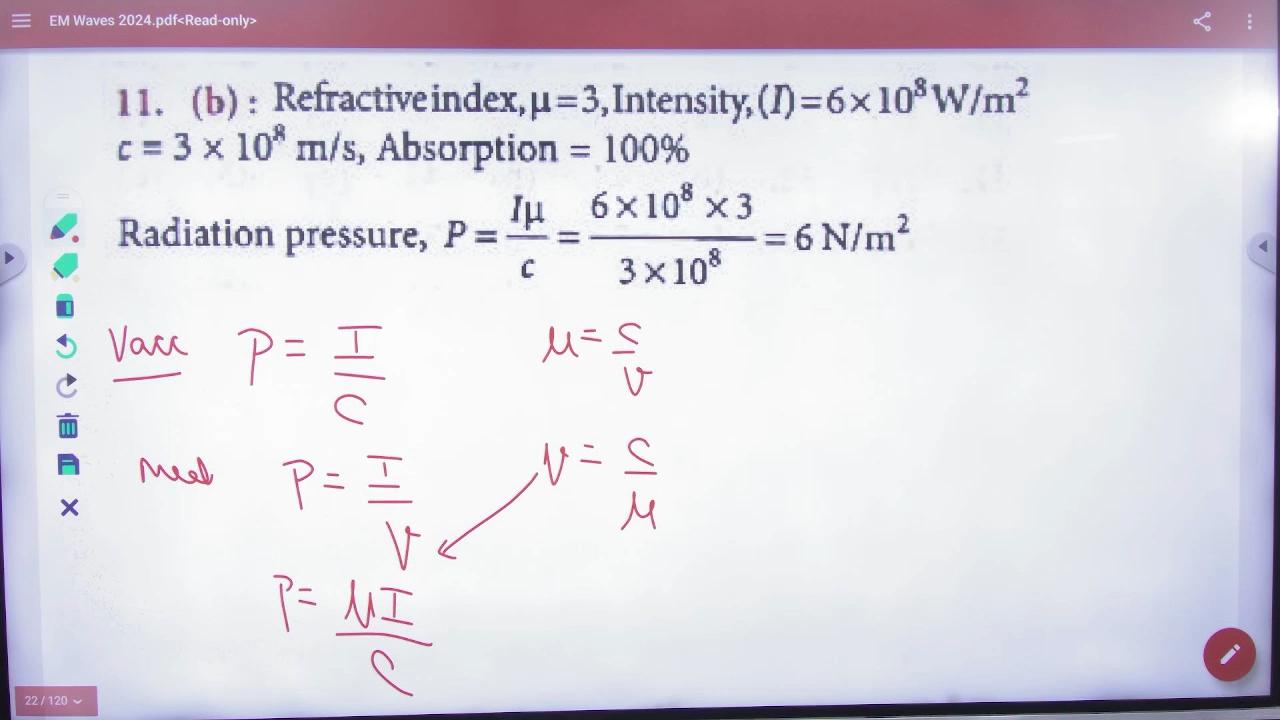 EM Waves 2024.pdf<Read-only>
11. (b) : Refractive index, μ = 3, Intensity, (I) = 6 × 10⁸ W/m²
c = 3 × 10⁸ m/s, Absorption = 100%
Radiation pressure, P = Iμ/c = 6 × 10⁸ × 3 / 3 × 10⁸ = 6 N/m²
Vacc P = I/C μ = c/v
Med P = I/V v = c/μ
P = μI/C
22 / 120